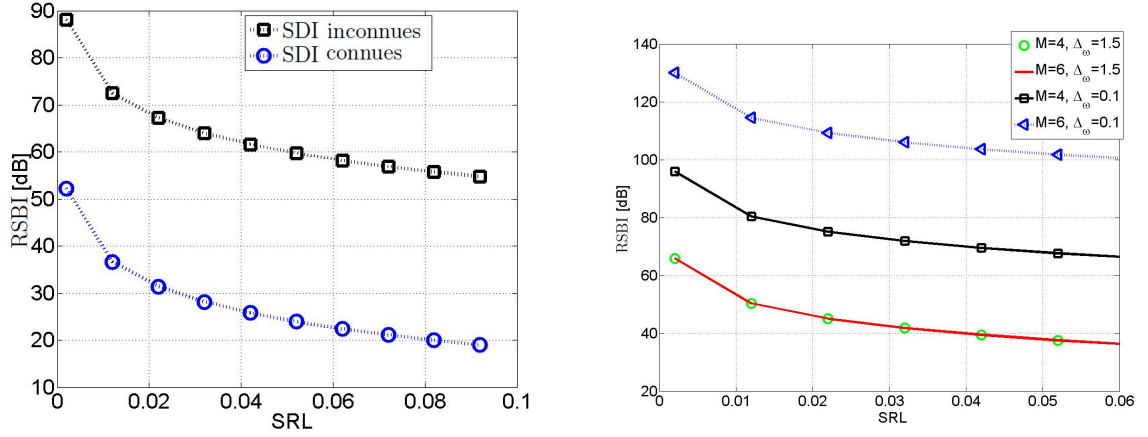 90
80
70
60
50
40
30
20
10
RSBI [dB]
SDI inconnues
SDI connues
0
0.02
0.04
0.06
0.08
0.1
SRL
140
120
100
80
60
40
20
RSBI [dB]
M=4, Δω=1.5
M=6, Δω=1.5
M=4, Δω=0.1
M=6, Δω=0.1
0
0.01
0.02
0.03
0.04
0.05
0.06
SRL